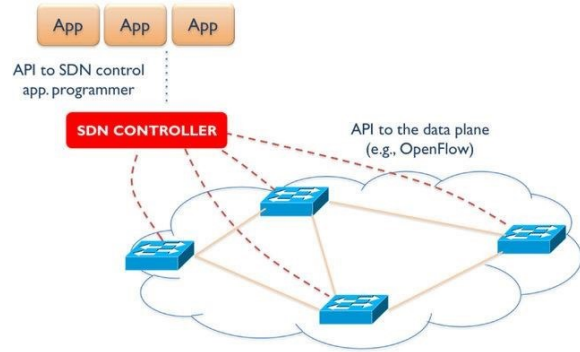 App App App
API to SDN control
app. programmer
SDN CONTROLLER
API to the data plane
(e.g., OpenFlow)